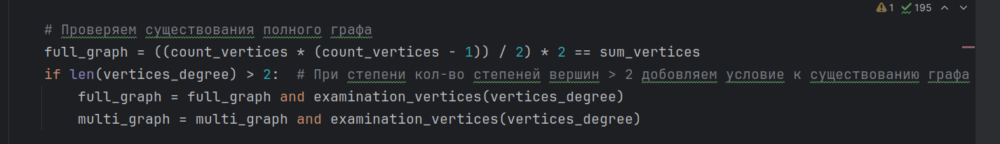 1 195
# Проверяем существования полного графа
full_graph = ((count_vertices * (count_vertices - 1)) / 2) * 2 == sum_vertices
if len(vertices_degree) > 2:  # При степени кол-во степеней вершин > 2 добовляем условие к существованию графа
    full_graph = full_graph and examination_vertices(vertices_degree)
    multi_graph = multi_graph and examination_vertices(vertices_degree)